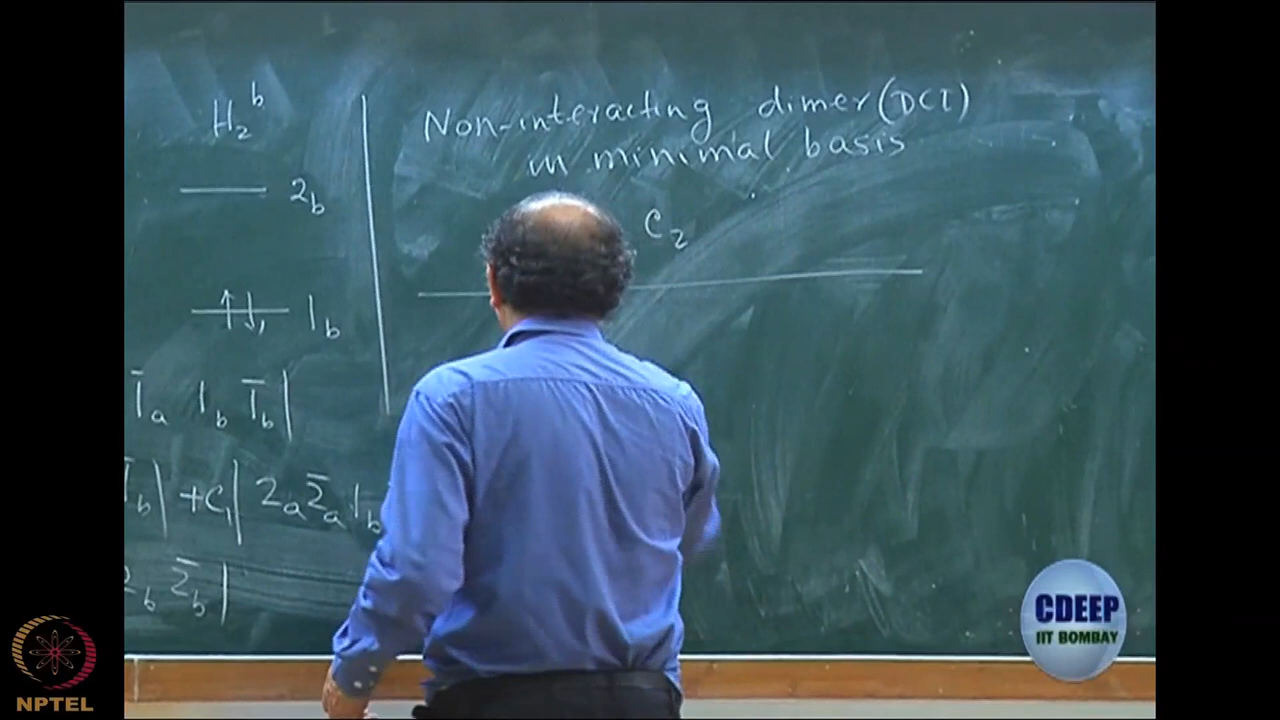 H₂ᵇ
2_b
1_b
1̄_a 1_b 1̄_b|
1̄_b| + C₁| 2_a 2̄_a 1_b
2_b 2̄_b|
Non-interacting dimer (DCI)
in minimal basis
C₂
CDEEP
IIT BOMBAY
NPTEL